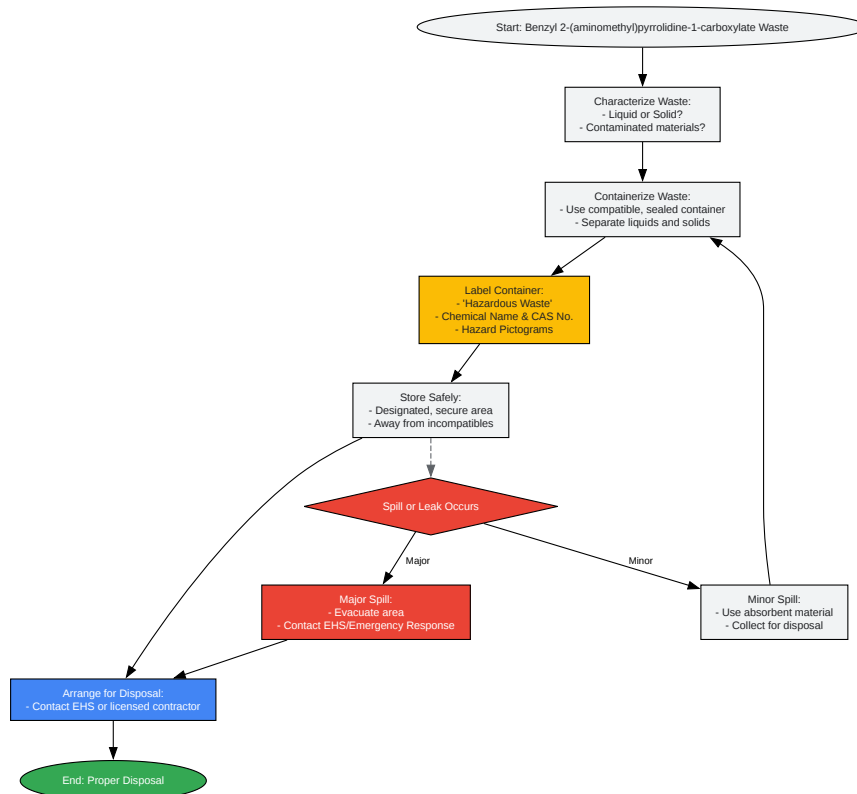 Start: Benzyl 2-(aminomethyl)pyrrolidine-1-carboxylate Waste
Characterize Waste:
- Liquid or Solid?
- Contaminated materials?
Containerize Waste:
- Use compatible, sealed container
- Separate liquids and solids
Label Container:
- 'Hazardous Waste'
- Chemical Name & CAS No.
- Hazard Pictograms
Store Safely:
- Designated, secure area
- Away from incompatibles
Spill or Leak Occurs
Major
Minor
Major Spill:
- Evacuate area
- Contact EHS/Emergency Response
Minor Spill:
- Use absorbent material
- Collect for disposal
Arrange for Disposal:
- Contact EHS or licensed contractor
End: Proper Disposal